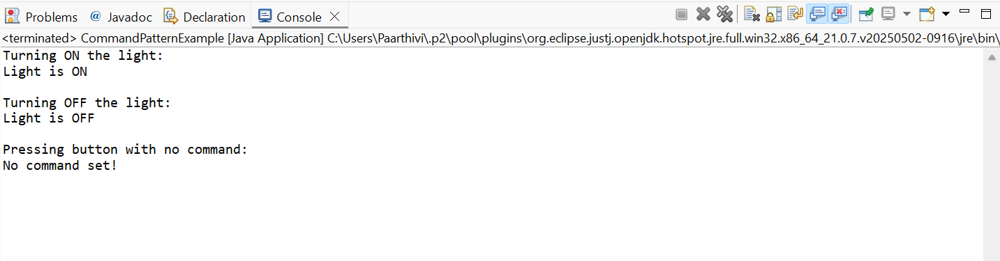 Problems @ Javadoc Declaration Console
<terminated> CommandPatternExample [Java Application] C:\Users\Paarthivi\.p2\pool\plugins\org.eclipse.justj.openjdk.hotspot.jre.full.win32.x86_64_21.0.7.v20250502-0916\jre\bin\
Turning ON the light:
Light is ON
Turning OFF the light:
Light is OFF
Pressing button with no command:
No command set!